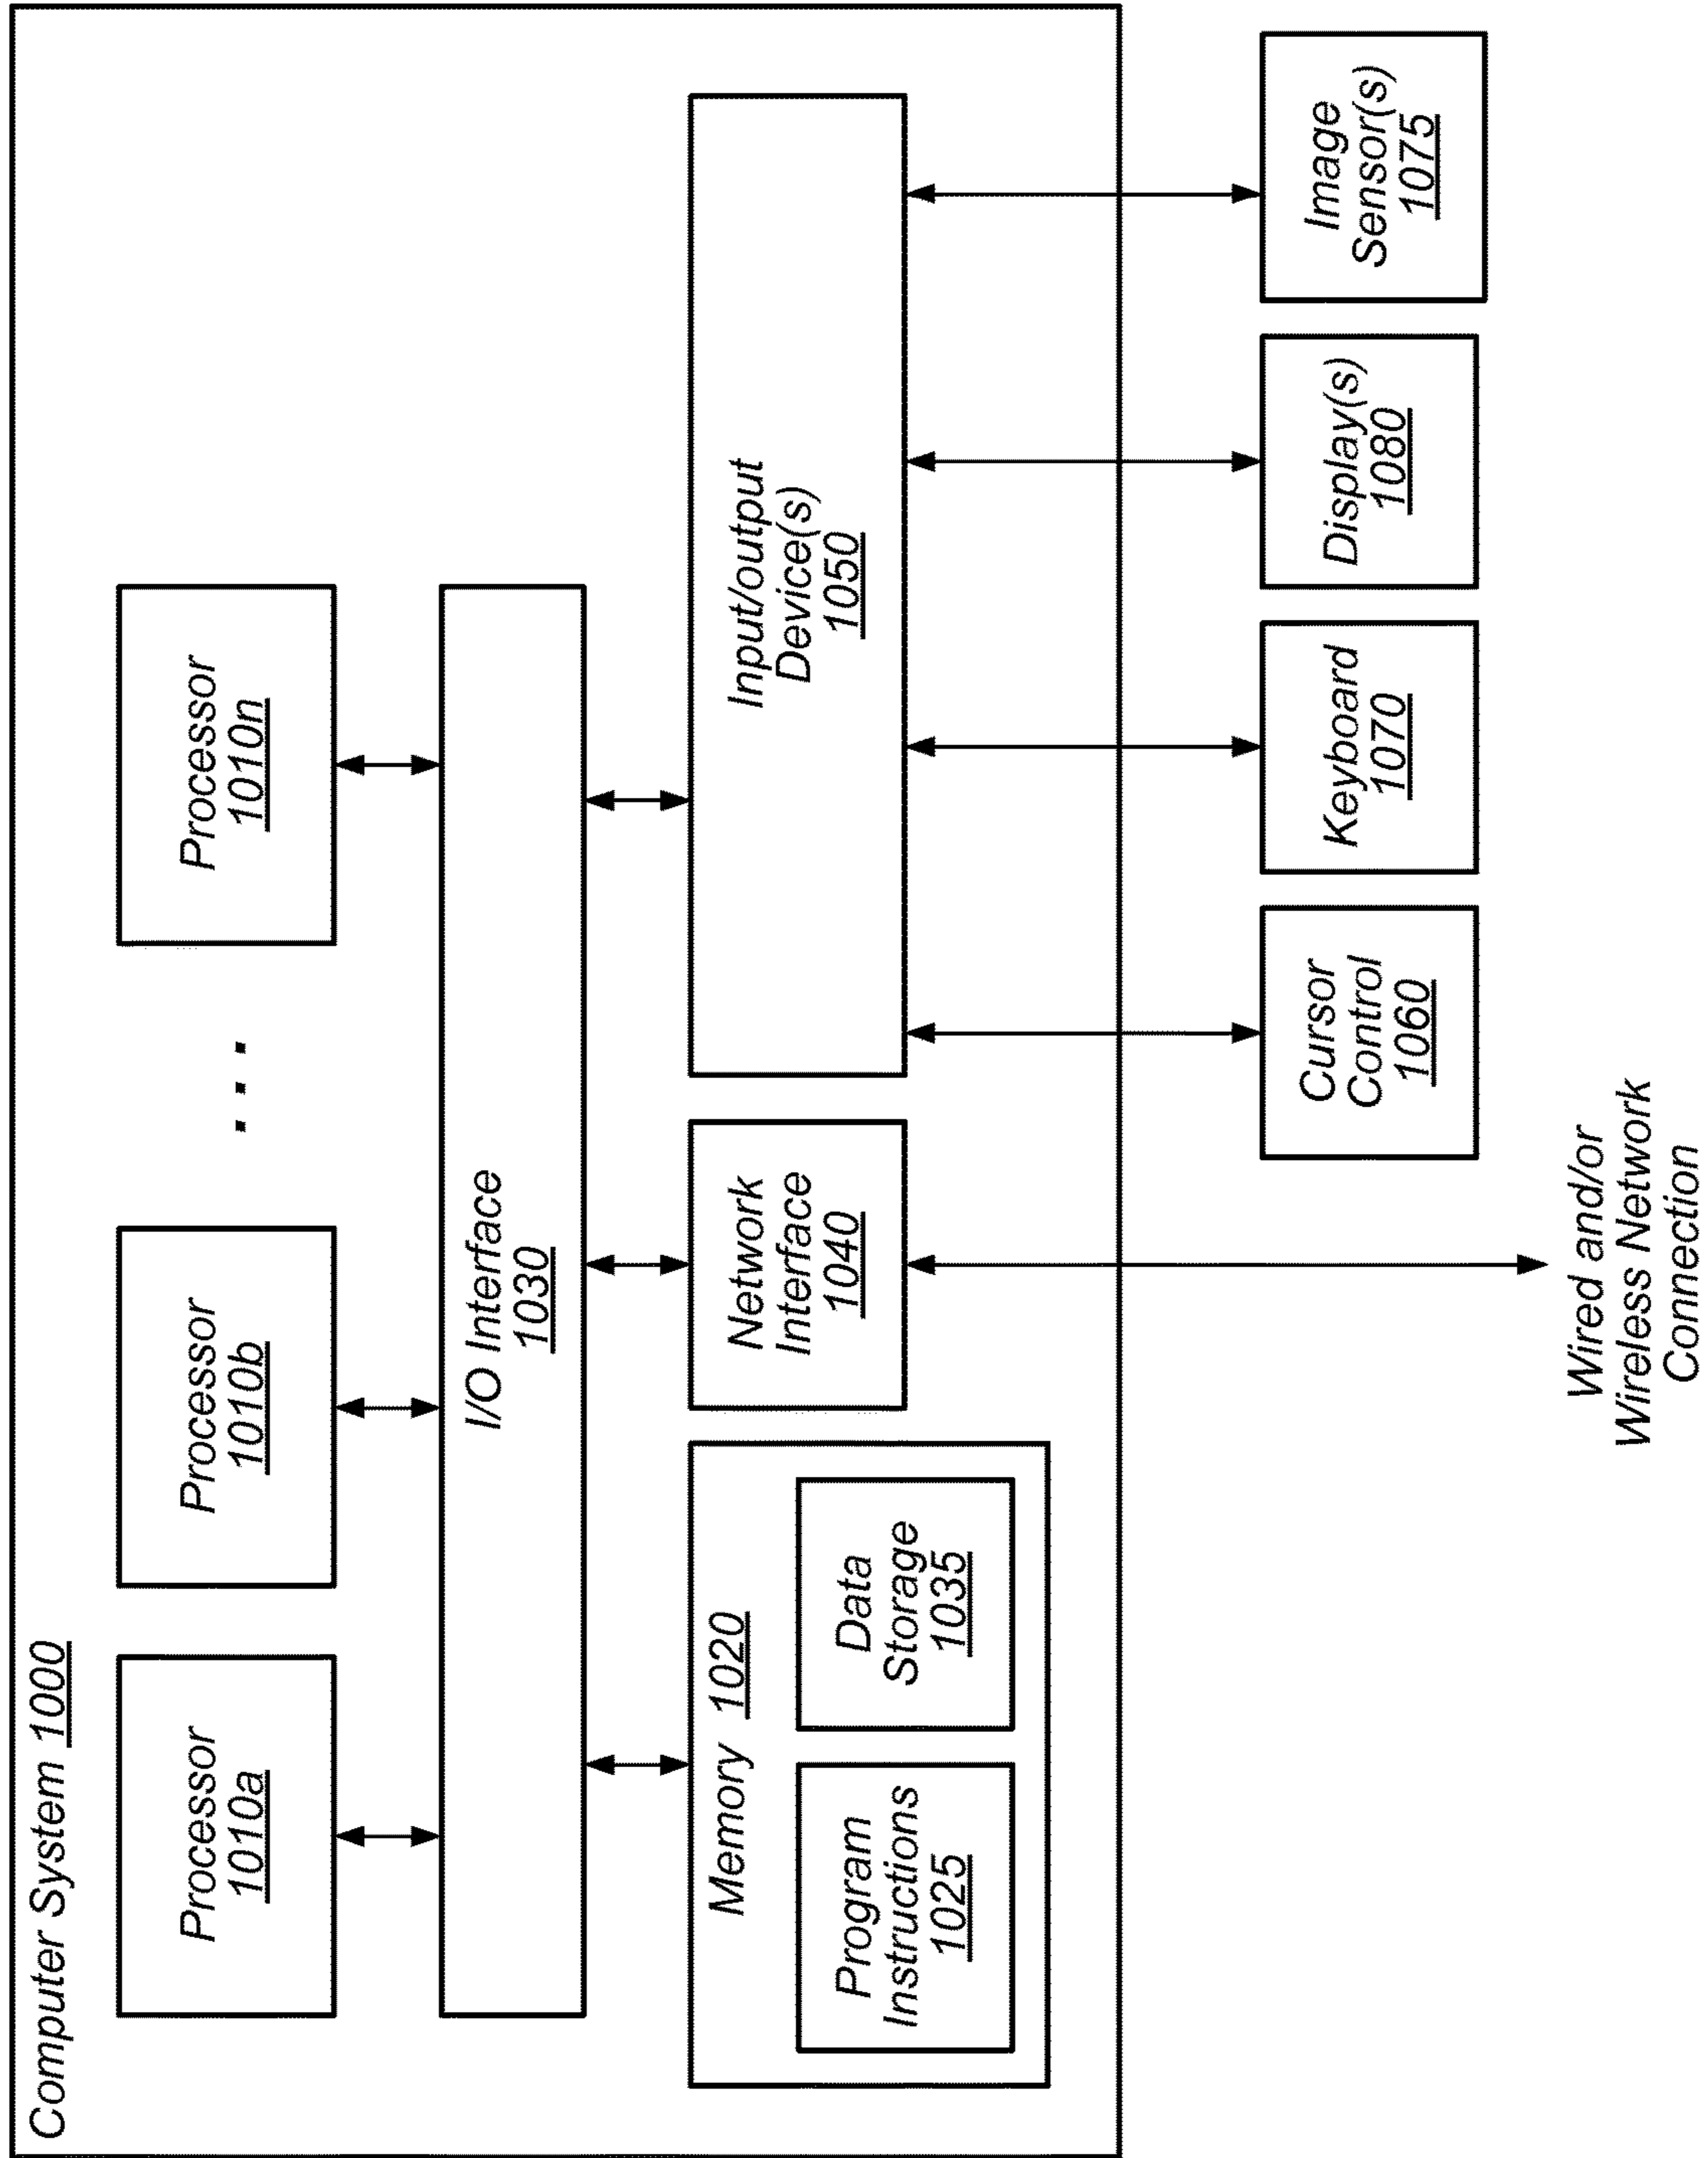 Computer System 1000
Processor
1010a
Processor
1010b
. . .
Processor
1010n
I/O Interface
1030
Memory 1020
Program
Instructions
1025
Data
Storage
1035
Network
Interface
1040
Input/output
Device(s)
1050
Wired and/or
Wireless Network
Connection
Cursor
Control
1060
Keyboard
1070
Display(s)
1080
Image
Sensor(s)
1075